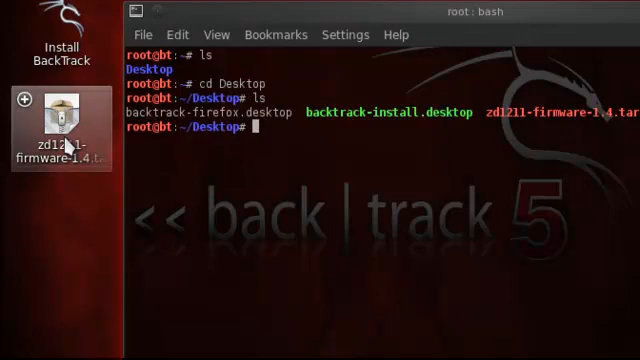 root : bash
File Edit View Bookmarks Settings Help
Install
BackTrack
root@bt:~# ls
Desktop
root@bt:~# cd Desktop
root@bt:~/Desktop# ls
backtrack-firefox.desktop backtrack-install.desktop zd1211-firmware-1.4.tar
root@bt:~/Desktop#
zd1211-
firmware-1.4.ta
<< back | track 5